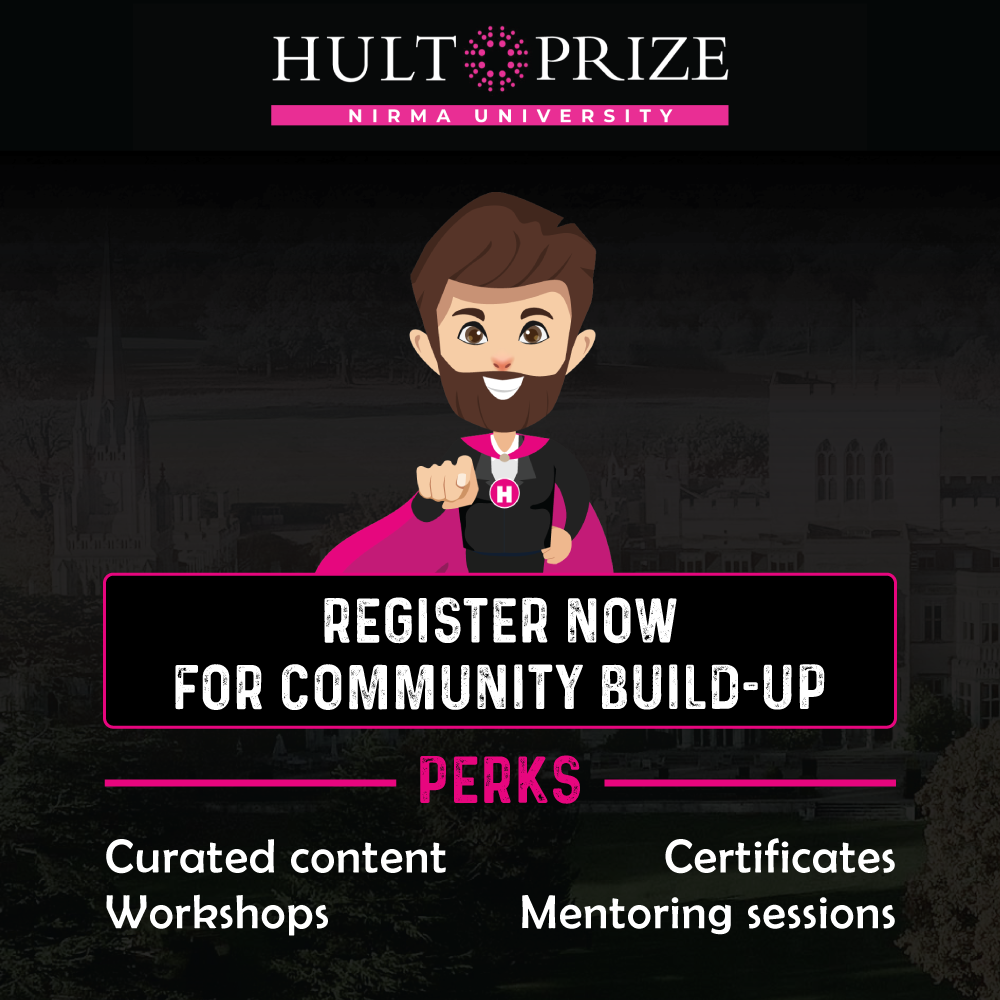 HULT PRIZE
NIRMA UNIVERSITY
H
REGISTER NOW
FOR COMMUNITY BUILD-UP
PERKS
Curated content
Workshops
Certificates
Mentoring sessions